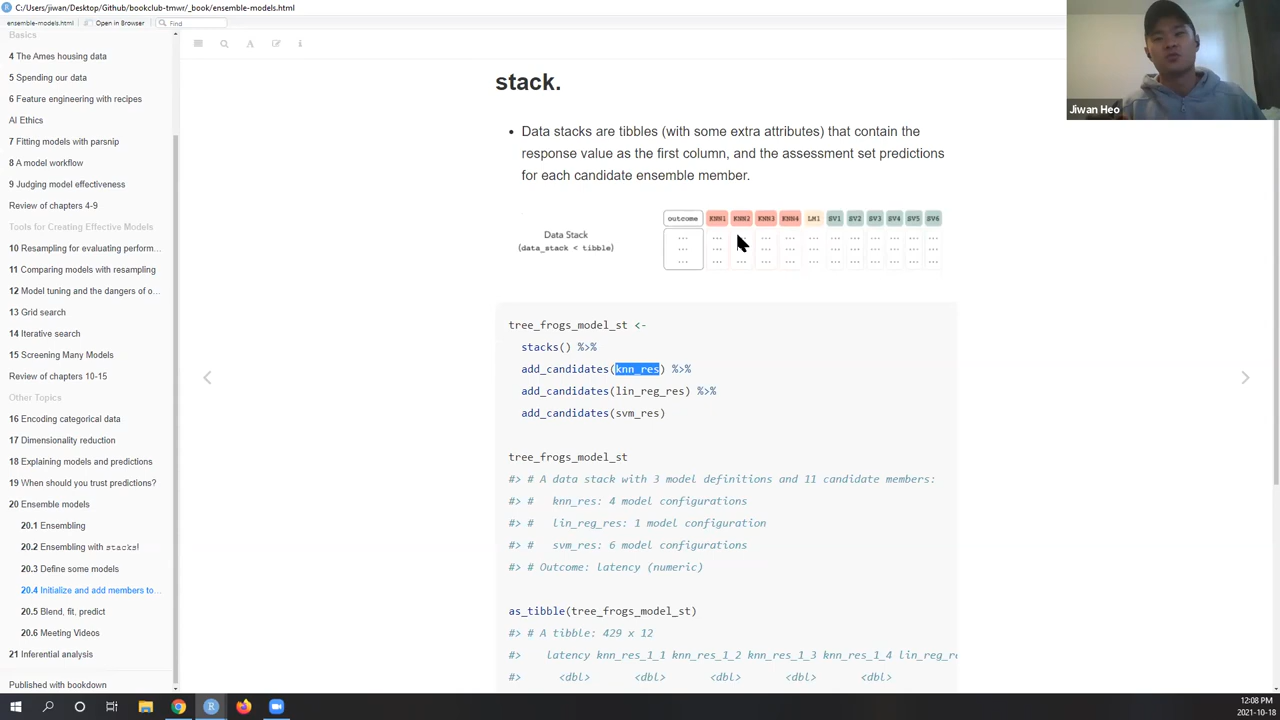 C:/Users/jiwan/Desktop/Github/bookclub-tmwr/_book/ensemble-models.html
ensemble-models.html
Open in Browser
Find
Basics
4 The Ames housing data
5 Spending our data
6 Feature engineering with recipes
AI Ethics
7 Fitting models with parsnip
8 A model workflow
9 Judging model effectiveness
Review of chapters 4-9
Tools for Creating Effective Models
10 Resampling for evaluating perform...
11 Comparing models with resampling
12 Model tuning and the dangers of o...
13 Grid search
14 Iterative search
15 Screening Many Models
Review of chapters 10-15
Other Topics
16 Encoding categorical data
17 Dimensionality reduction
18 Explaining models and predictions
19 When should you trust predictions?
20 Ensemble models
20.1 Ensembling
20.2 Ensembling with stacks!
20.3 Define some models
20.4 Initialize and add members to...
20.5 Blend, fit, predict
20.6 Meeting Videos
21 Inferential analysis
Published with bookdown
stack.
• Data stacks are tibbles (with some extra attributes) that contain the
response value as the first column, and the assessment set predictions
for each candidate ensemble member.
outcome KNN1 KNN2 KNN3 KNN4 LM1 SV1 SV2 SV3 SV4 SV5 SV6
Data Stack
(data_stack < tibble)
tree_frogs_model_st <-
stacks() %>%
add_candidates(knn_res) %>%
add_candidates(lin_reg_res) %>%
add_candidates(svm_res)
tree_frogs_model_st
#> # A data stack with 3 model definitions and 11 candidate members:
#> #   knn_res: 4 model configurations
#> #   lin_reg_res: 1 model configuration
#> #   svm_res: 6 model configurations
#> # Outcome: latency (numeric)
as_tibble(tree_frogs_model_st)
#> # A tibble: 429 x 12
#>   latency knn_res_1_1 knn_res_1_2 knn_res_1_3 knn_res_1_4 lin_reg_re
#>     <dbl>       <dbl>       <dbl>       <dbl>       <dbl>
Jiwan Heo
12:08 PM
2021-10-18